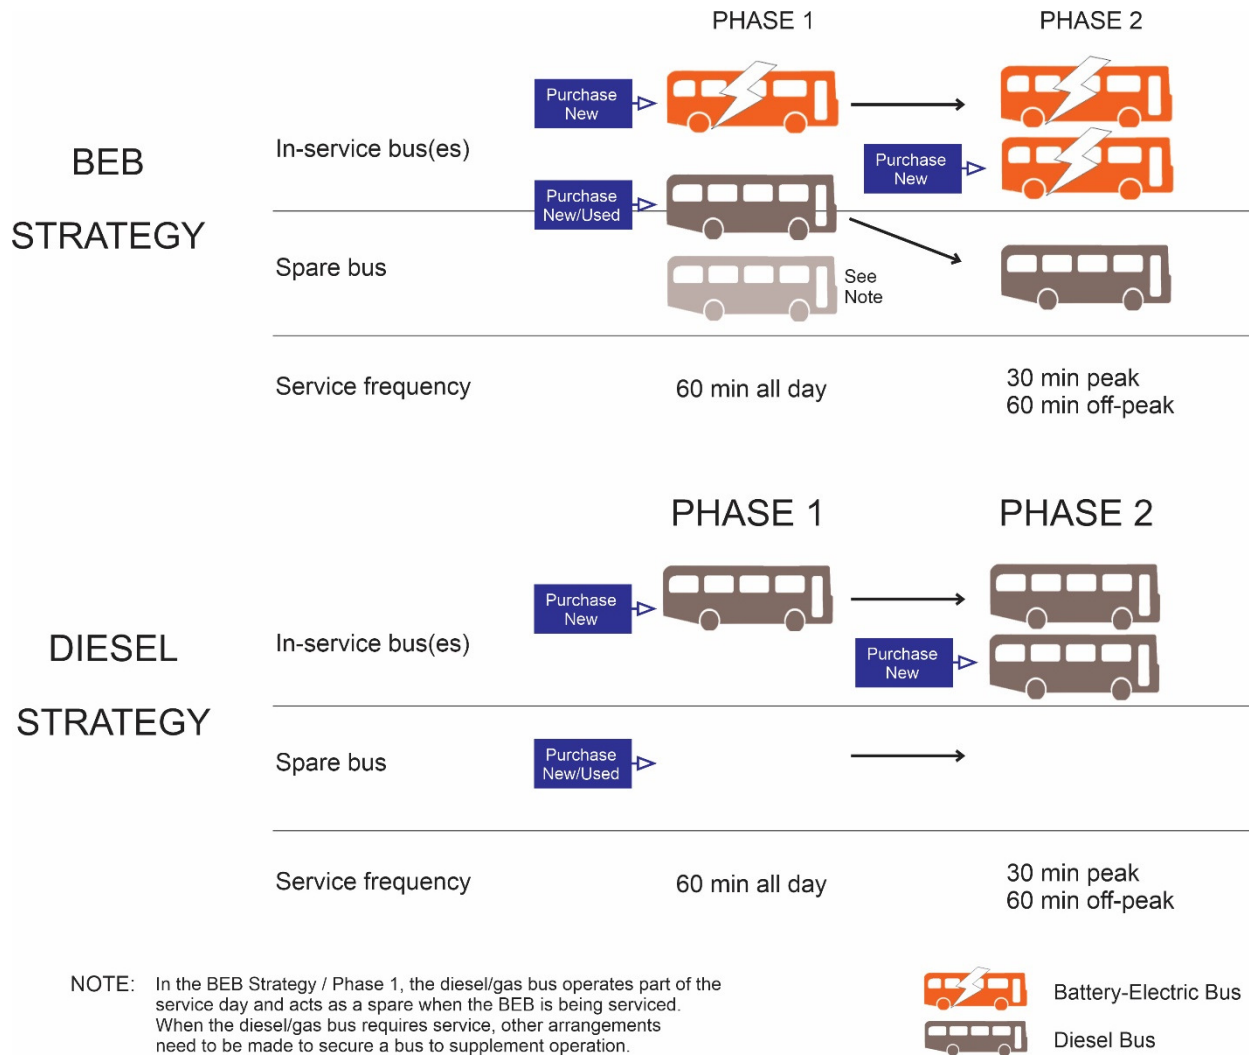 PHASE 1
PHASE 2
BEB
STRATEGY
In-service bus(es)
Purchase
New
Purchase
New
Purchase
New/Used
Spare bus
See
Note
Service frequency
60 min all day
30 min peak
60 min off-peak
PHASE 1
PHASE 2
DIESEL
STRATEGY
In-service bus(es)
Purchase
New
Purchase
New
Spare bus
Purchase
New/Used
Service frequency
60 min all day
30 min peak
60 min off-peak
NOTE: In the BEB Strategy / Phase 1, the diesel/gas bus operates part of the
service day and acts as a spare when the BEB is being serviced.
When the diesel/gas bus requires service, other arrangements
need to be made to secure a bus to supplement operation.
Battery-Electric Bus
Diesel Bus